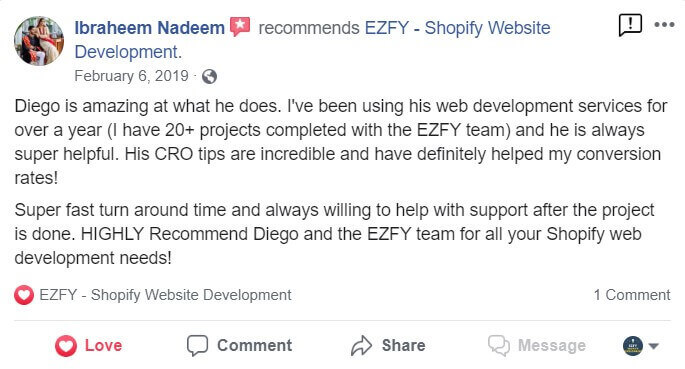 Ibraheem Nadeem recommends EZFY - Shopify Website
Development.
February 6, 2019 ·
Diego is amazing at what he does. I've been using his web development services for
over a year (I have 20+ projects completed with the EZFY team) and he is always
super helpful. His CRO tips are incredible and have definitely helped my conversion
rates!
Super fast turn around time and always willing to help with support after the project
is done. HIGHLY Recommend Diego and the EZFY team for all your Shopify web
development needs!
EZFY - Shopify Website Development 1 Comment
Love Comment Share Message